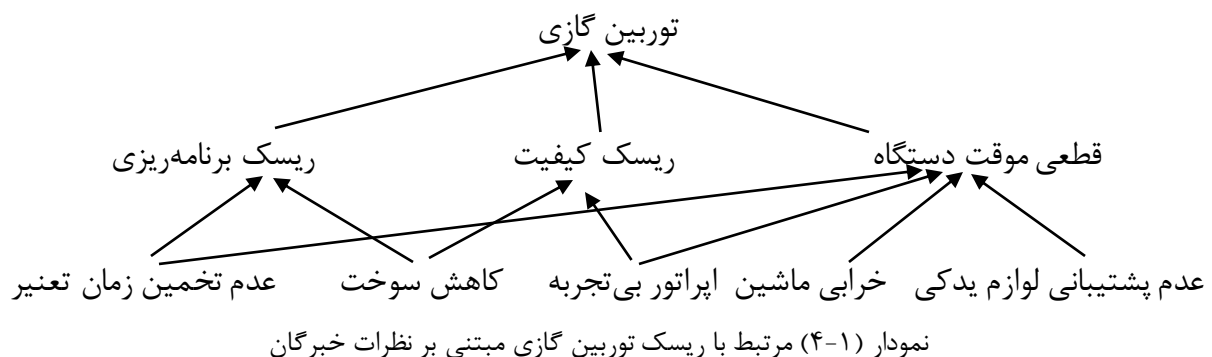 توربین گازی
قطعی موقت دستگاه ریسک کیفیت ریسک برنامه‌ریزی
عدم پشتیبانی لوازم یدکی خرابی ماشین اپراتور بی‌تجربه کاهش سوخت عدم تخمین زمان تعنیر
نمودار (۱-۴) مرتبط با ریسک توربین گازی مبتنی بر نظرات خبرگان